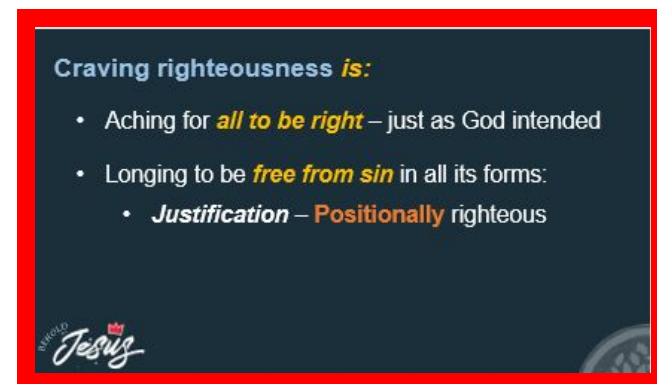 Craving righteousness is:
• Aching for all to be right – just as God intended
• Longing to be free from sin in all its forms:
• Justification – Positionally righteous
BEHOLD
Jesus